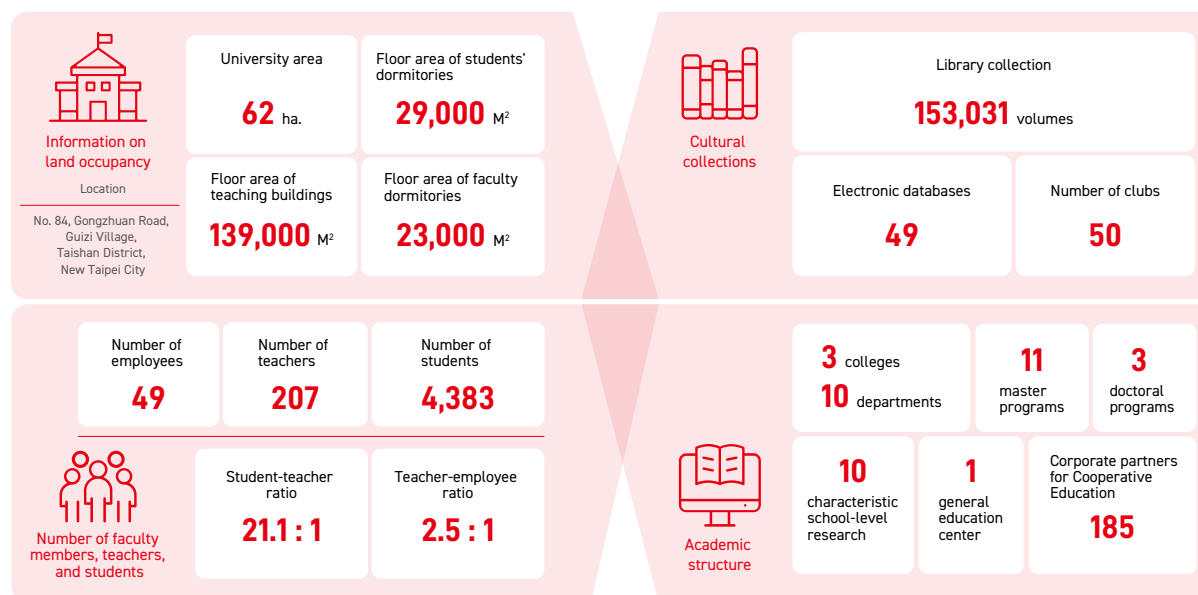 Information on
land occupancy
Location
No. 84, Gongzhuan Road,
Guizi Village,
Taishan District,
New Taipei City
University area
62 ha.
Floor area of students'
dormitories
29,000 M²
Floor area of
teaching buildings
139,000 M²
Floor area of faculty
dormitories
23,000 M²
Cultural
collections
Library collection
153,031 volumes
Electronic databases
49
Number of clubs
50
Number of
employees
49
Number of
teachers
207
Number of
students
4,383
Number of faculty
members, teachers,
and students
Student-teacher
ratio
21.1 : 1
Teacher-employee
ratio
2.5 : 1
Academic
structure
3 colleges
10 departments
11
master
programs
3
doctoral
programs
10
characteristic
school-level
research
1
general
education
center
Corporate partners
for Cooperative
Education
185